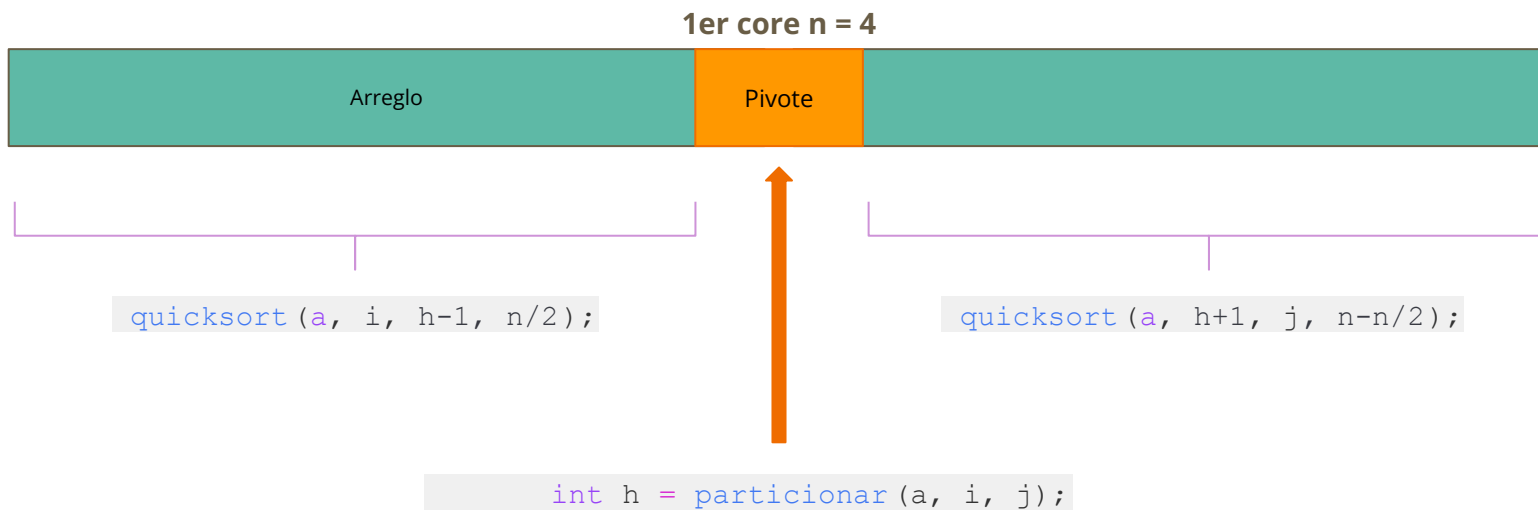 1er core n = 4
Arreglo
Pivote
quicksort(a, i, h-1, n/2);
quicksort(a, h+1, j, n-n/2);
int h = particionar(a, i, j);